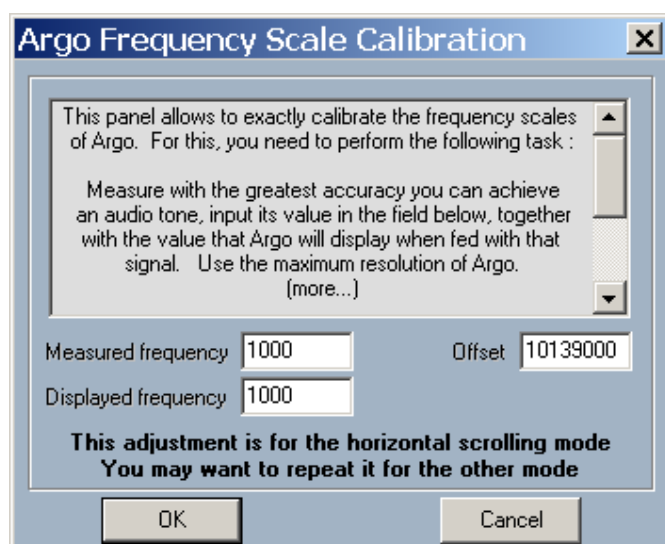 Argo Frequency Scale Calibration
This panel allows to exactly calibrate the frequency scales
of Argo. For this, you need to perform the following task :
Measure with the greatest accuracy you can achieve
an audio tone, input its value in the field below, together
with the value that Argo will display when fed with that
signal. Use the maximum resolution of Argo.
(more...)
Measured frequency 1000 Offset 10139000
Displayed frequency 1000
This adjustment is for the horizontal scrolling mode
You may want to repeat it for the other mode
OK Cancel